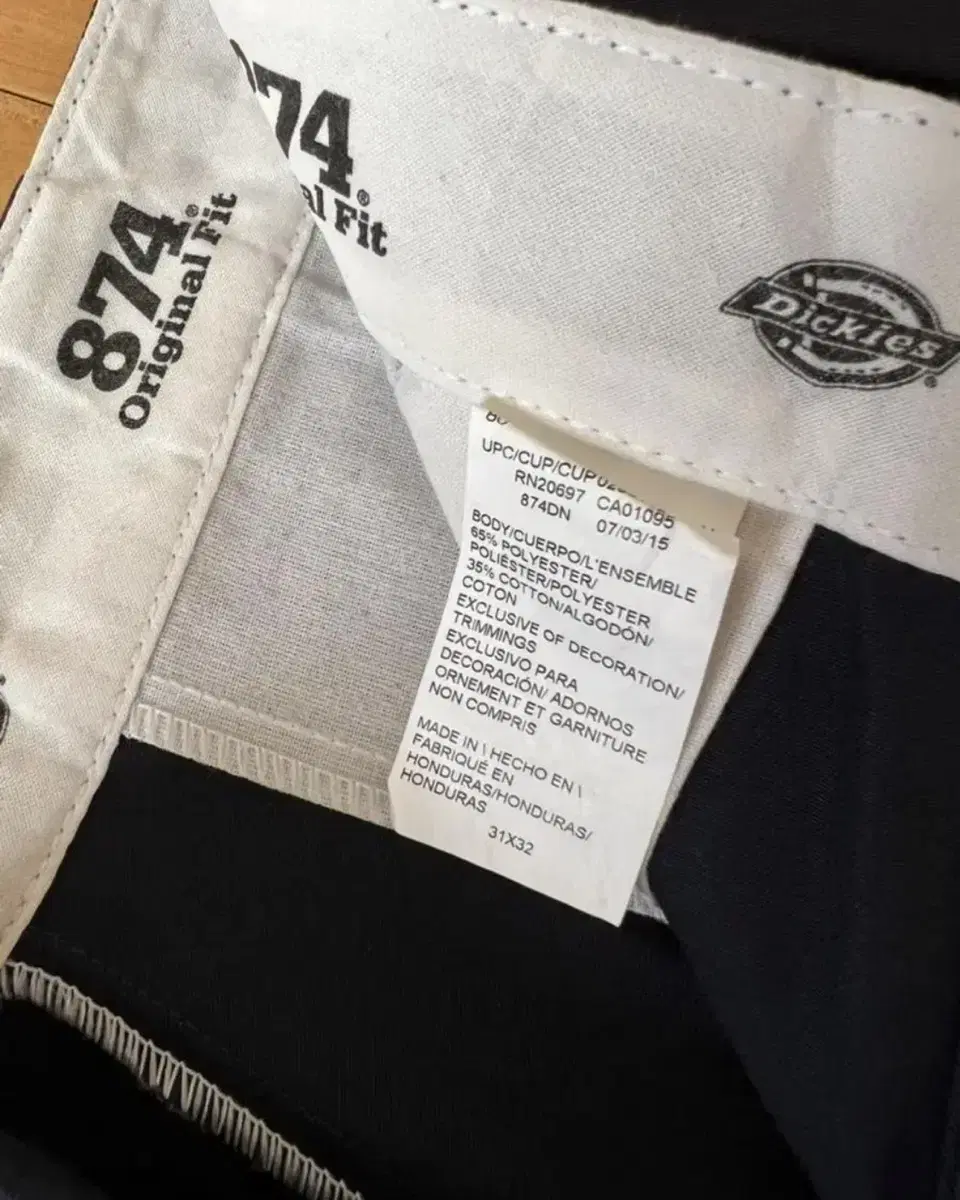 874®
Original Fit
74®
al Fit
Dickies®
UPC/CUP/CUP
RN20697 CA01095
874DN 07/03/15
BODY/CUERPO/L'ENSEMBLE
65% POLYESTER/
POLIÉSTER/POLYESTER
35% COTTON/ALGODÓN/
COTON
EXCLUSIVE OF DECORATION/
TRIMMINGS
EXCLUSIVO PARA
DECORACIÓN/ ADORNOS
ORNEMENT ET GARNITURE
NON COMPRIS
MADE IN \ HECHO EN \
FABRIQUÉ EN
HONDURAS/HONDURAS/
HONDURAS
31X32